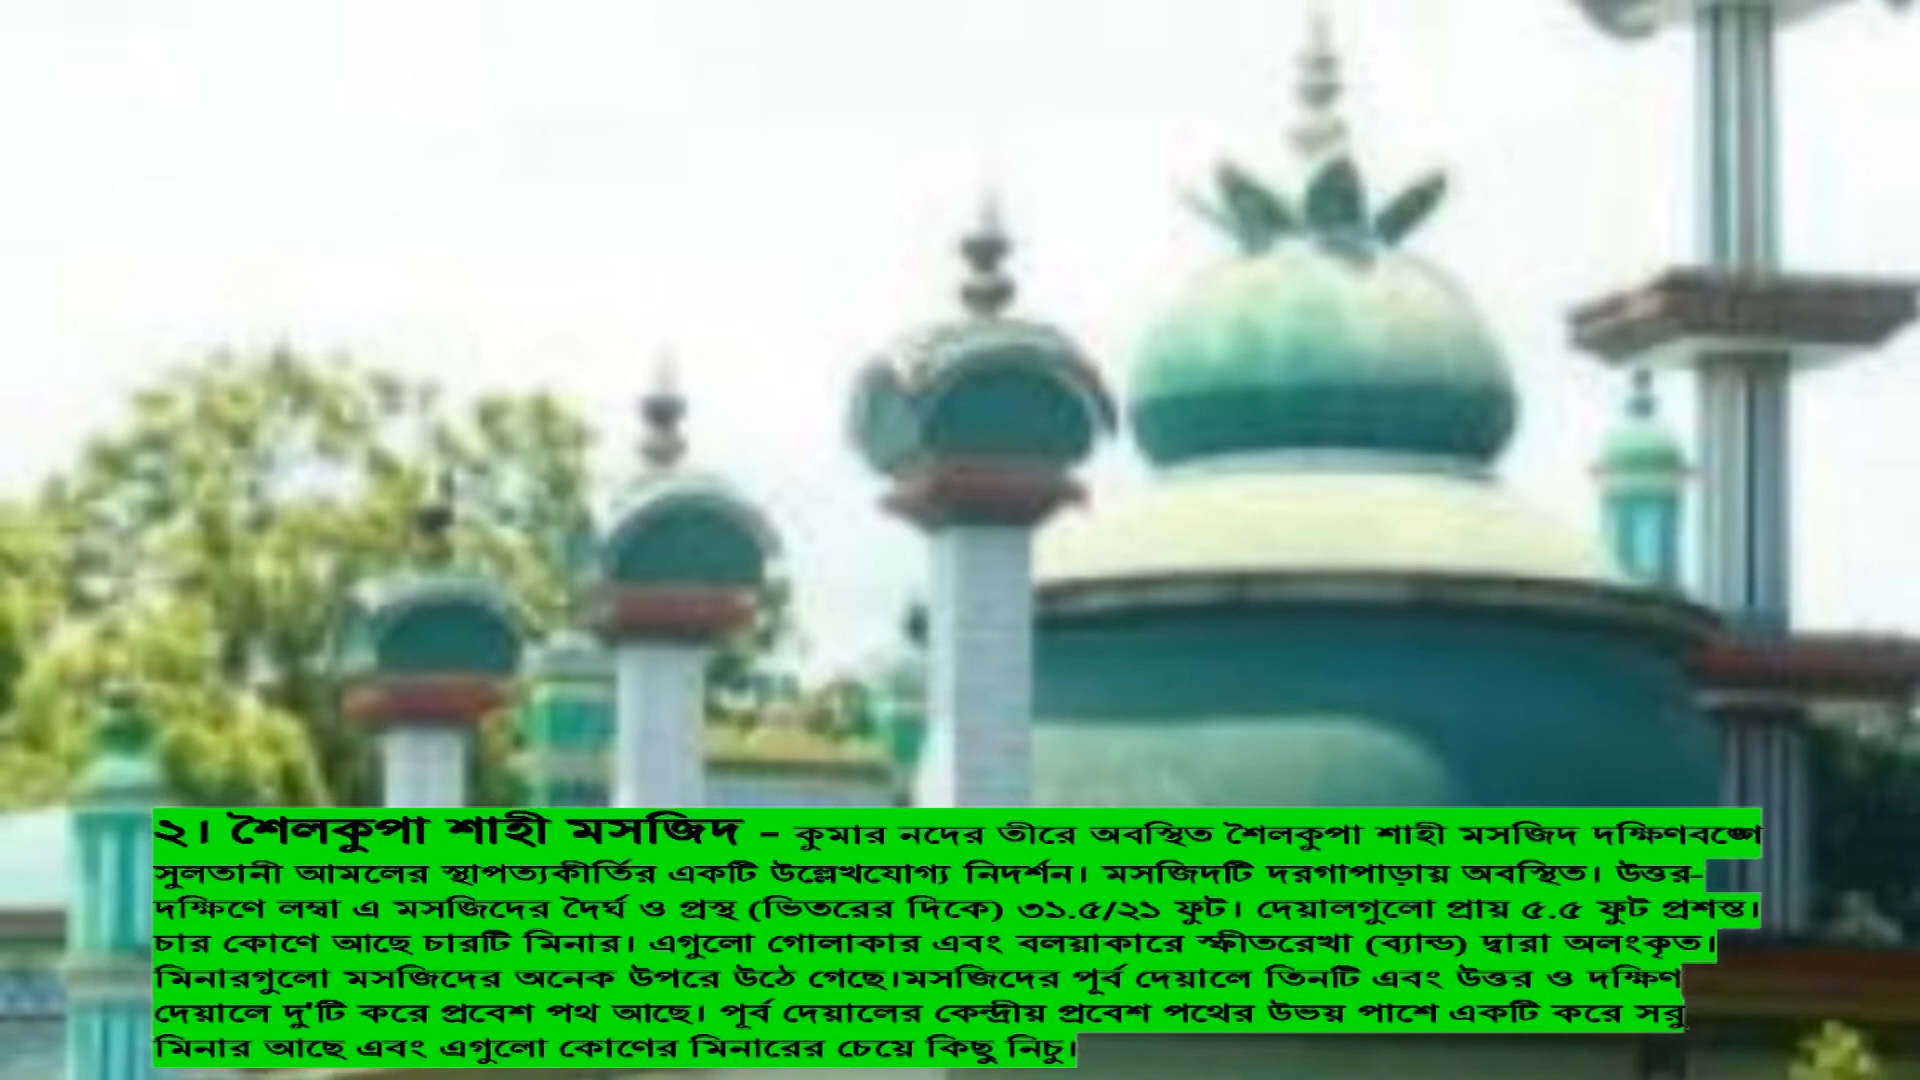 ২। শৈলকুপা শাহী মসজিদ - কুমার নদের তীরে অবস্থিত শৈলকুপা শাহী মসজিদ দক্ষিণবঙ্গে
সুলতানী আমলের স্থাপত্যকীর্তির একটি উল্লেখযোগ্য নিদর্শন। মসজিদটি দরগাপাড়ায় অবস্থিত। উত্তর-
দক্ষিণে লম্বা এ মসজিদের দৈর্ঘ ও প্রস্থ (ভিতরের দিকে) ৩১.৫/২১ ফুট। দেয়ালগুলো প্রায় ৫.৫ ফুট প্রশস্ত।
চার কোণে আছে চারটি মিনার। এগুলো গোলাকার এবং বলয়াকারে স্ফীতরেখা (ব্যান্ড) দ্বারা অলংকৃত।
মিনারগুলো মসজিদের অনেক উপরে উঠে গেছে।মসজিদের পূর্ব দেয়ালে তিনটি এবং উত্তর ও দক্ষিণ
দেয়ালে দু'টি করে প্রবেশ পথ আছে। পূর্ব দেয়ালের কেন্দ্রীয় প্রবেশ পথের উভয় পাশে একটি করে সরু
মিনার আছে এবং এগুলো কোণের মিনারের চেয়ে কিছু নিচু।